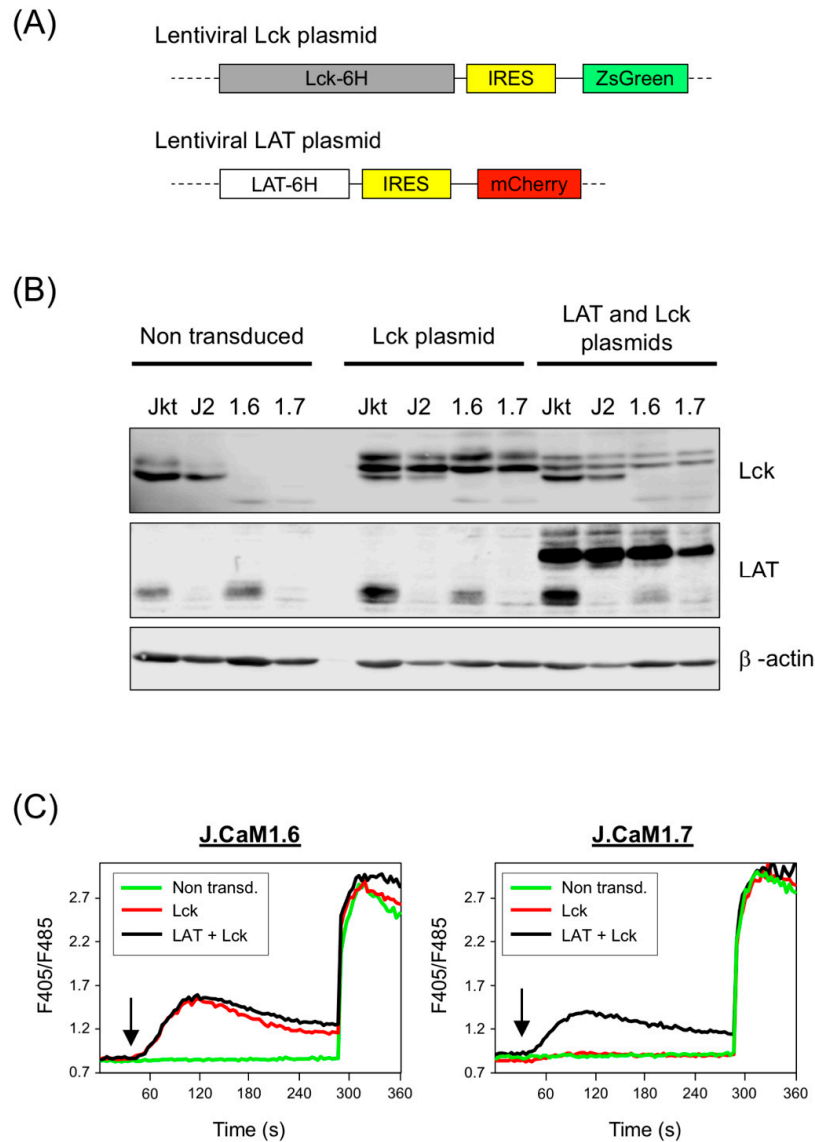 (A)
Lentiviral Lck plasmid
Lck-6H IRES ZsGreen
Lentiviral LAT plasmid
LAT-6H IRES mCherry
(B)
Non transduced Lck plasmid LAT and Lck
plasmids
Jkt J2 1.6 1.7 Jkt J2 1.6 1.7 Jkt J2 1.6 1.7
Lck
LAT
β -actin
(C)
J.CaM1.6
Non transd.
Lck
LAT + Lck
F405/F485
2.7
2.2
1.7
1.2
0.7
60 120 180 240 300 360
Time (s)
J.CaM1.7
Non transd.
Lck
LAT + Lck
F405/F485
2.7
2.2
1.7
1.2
0.7
60 120 180 240 300 360
Time (s)